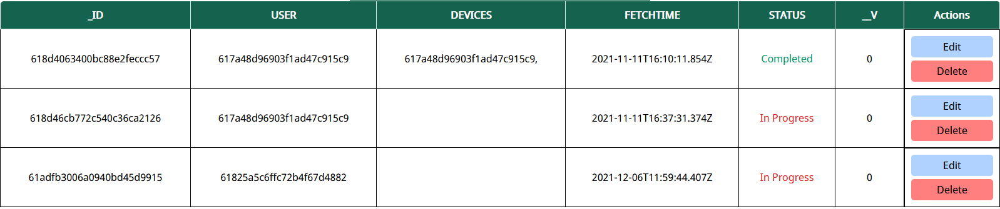 _ID USER DEVICES FETCHTIME STATUS __V Actions
618d4063400bc88e2feccc57 617a48d96903f1ad47c915c9 617a48d96903f1ad47c915c9, 2021-11-11T16:10:11.854Z Completed 0 Edit
Delete
618d46cb772c540c36ca2126 617a48d96903f1ad47c915c9 2021-11-11T16:37:31.374Z In Progress 0 Edit
Delete
61adfb3006a0940bd45d9915 61825a5c6ffc72b4f67d4882 2021-12-06T11:59:44.407Z In Progress 0 Edit
Delete